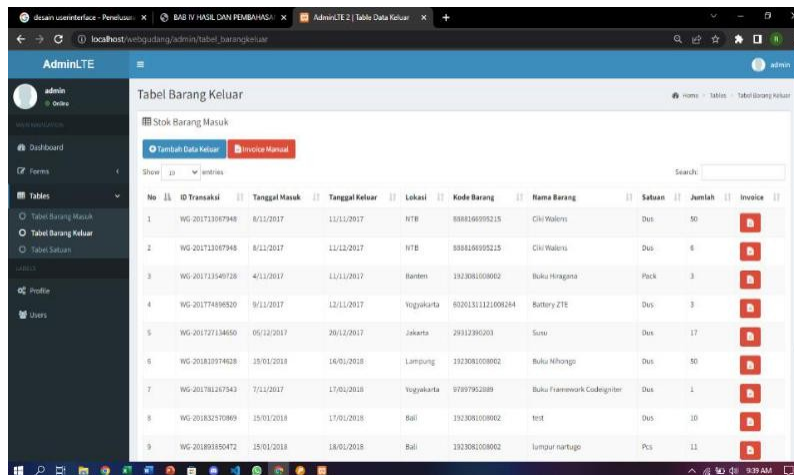 desain userinterface - Penelusur
BAB IV HASIL DAN PEMBAHASA
AdminLTE 2 | Table Data Keluar
localhost/webgudang/admin/tabel_barangkeluar
AdminLTE
admin
admin
Online
Tabel Barang Keluar
Home > Tables > Tabel Barang Keluar
MAIN NAVIGATION
Stok Barang Masuk
Dashboard
Tambah Data Keluar
Invoice Manual
Forms
Show 10 entries
Search:
Tables
No ID Transaksi Tanggal Masuk Tanggal Keluar Lokasi Kode Barang Nama Barang Satuan Jumlah Invoice
Tabel Barang Masuk
Tabel Barang Keluar
Tabel Satuan
LABELS
Profile
Users
1 WG-201713067948 8/11/2017 11/11/2017 NTB 8888166995215 Ciki Walens Dus 50
2 WG-201713067948 8/11/2017 11/12/2017 NTB 8888166995215 Ciki Walens Dus 6
3 WG-201713549728 4/11/2017 11/11/2017 Banten 1923081008002 Buku Hiragana Pack 3
4 WG-201774896520 9/11/2017 12/11/2017 Yogyakarta 60201311121008264 Battery ZTE Dus 3
5 WG-201727134650 05/12/2017 20/12/2017 Jakarta 29312390203 Susu Dus 17
6 WG-201810974628 15/01/2018 16/01/2018 Lampung 1923081008002 Buku Nihongo Dus 50
7 WG-201781267543 7/11/2017 17/01/2018 Yogyakarta 97897952889 Buku Framework Codeigniter Dus 1
8 WG-201832570869 15/01/2018 17/01/2018 Bali 1923081008002 test Dus 10
9 WG-201893850472 15/01/2018 18/01/2018 Bali 1923081008002 lumpur nartugo Pcs 11
9:39 AM